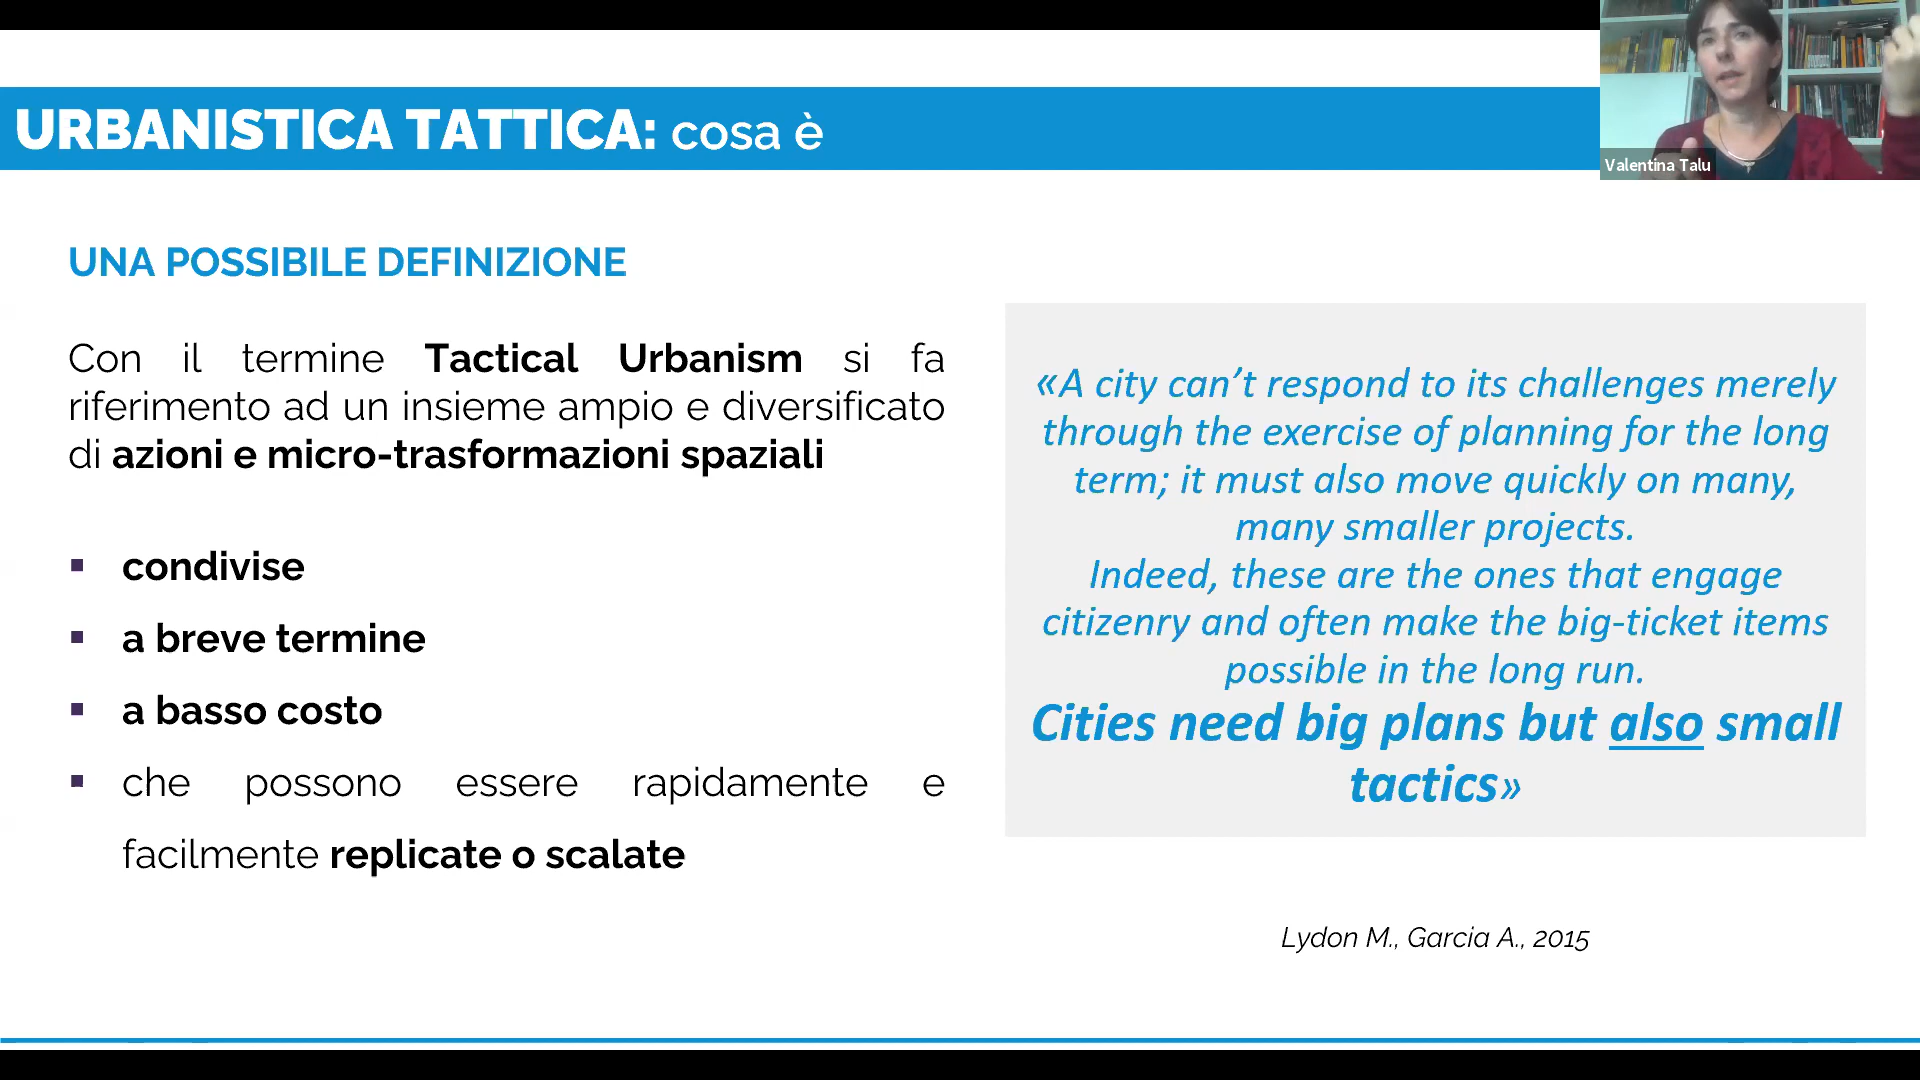 URBANISTICA TATTICA: cosa è
Valentina Talu
UNA POSSIBILE DEFINIZIONE
Con il termine Tactical Urbanism si fa
riferimento ad un insieme ampio e diversificato
di azioni e micro-trasformazioni spaziali
▪ condivise
▪ a breve termine
▪ a basso costo
▪ che possono essere rapidamente e
facilmente replicate o scalate
«A city can't respond to its challenges merely
through the exercise of planning for the long
term; it must also move quickly on many,
many smaller projects.
Indeed, these are the ones that engage
citizenry and often make the big-ticket items
possible in the long run.
Cities need big plans but also small
tactics»
Lydon M., Garcia A., 2015